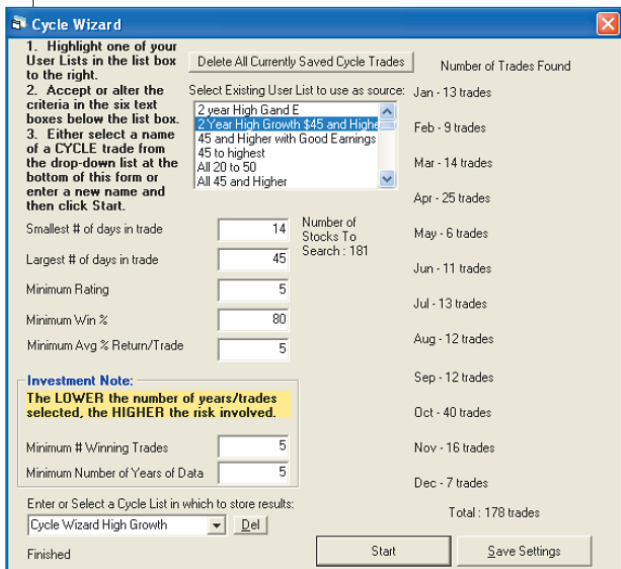 Cycle Wizard
1. Highlight one of your
User Lists in the list box
to the right.
2. Accept or alter the
criteria in the six text
boxes below the list box.
3. Either select a name
of a CYCLE trade from
the drop-down list at the
bottom of this form or
enter a new name and
then click Start.
Delete All Currently Saved Cycle Trades
Select Existing User List to use as source:
2 year High Gand E
2 Year High Growth $45 and Highe
45 and Higher with Good Earnings
45 to highest
All 20 to 50
All 45 and Higher
Smallest # of days in trade 14
Largest # of days in trade 45
Minimum Rating 5
Minimum Win % 80
Minimum Avg % Return/Trade 5
Number of
Stocks To
Search : 181
Investment Note:
The LOWER the number of years/trades
selected, the HIGHER the risk involved.
Minimum # Winning Trades 5
Minimum Number of Years of Data 5
Enter or Select a Cycle List in which to store results:
Cycle Wizard High Growth Del
Finished
Number of Trades Found
Jan - 13 trades
Feb - 9 trades
Mar - 14 trades
Apr - 25 trades
May - 6 trades
Jun - 11 trades
Jul - 13 trades
Aug - 12 trades
Sep - 12 trades
Oct - 40 trades
Nov - 16 trades
Dec - 7 trades
Total : 178 trades
Start Save Settings